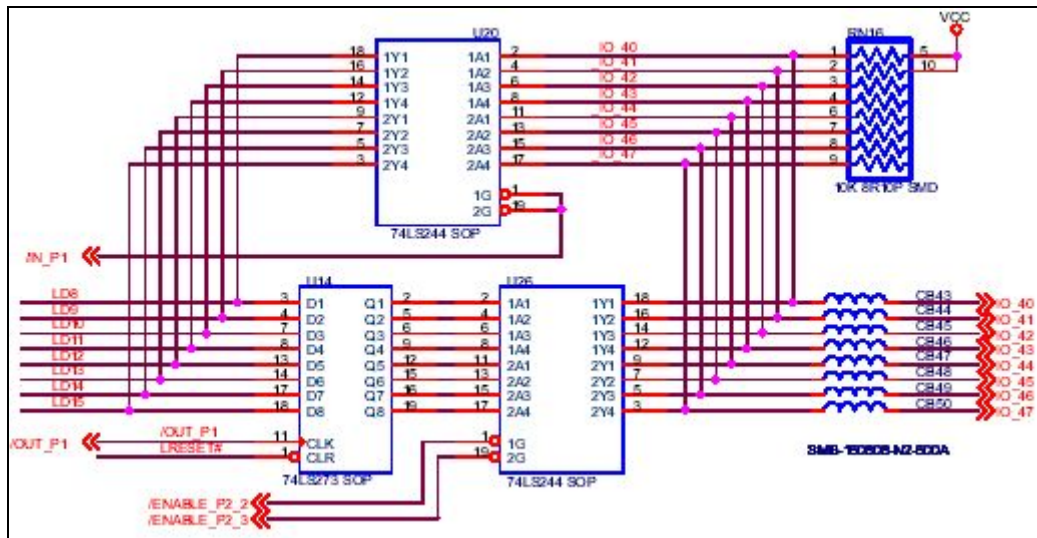 VCC
U20 RN16
18 1Y1 1A1 2 IO_40 1 5
16 1Y2 1A2 4 IO_41 2 10
14 1Y3 1A3 6 IO_42 3
12 1Y4 1A4 8 IO_43 4
9 2Y1 2A1 11 IO_44 6
7 2Y2 2A2 13 IO_45 7
5 2Y3 2A3 15 IO_46 8
3 2Y4 2A4 17 IO_47 9
1G 1
2G 19
74LS244 SOP 10K 8R10P SMD
/IN_P1
U14 U26
LD8 3 D1 Q1 2 2 1A1 1Y1 18 CB43 IO_40
LD9 4 D2 Q2 5 4 1A2 1Y2 16 CB44 IO_41
LD10 7 D3 Q3 6 6 1A3 1Y3 14 CB45 IO_42
LD11 8 D4 Q4 9 8 1A4 1Y4 12 CB46 IO_43
LD12 13 D5 Q5 12 11 2A1 2Y1 9 CB47 IO_44
LD13 14 D6 Q6 15 13 2A2 2Y2 7 CB48 IO_45
LD14 17 D7 Q7 16 15 2A3 2Y3 5 CB49 IO_46
LD15 18 D8 Q8 19 17 2A4 2Y4 3 CB50 IO_47
/OUT_P1 /OUT_P1 11 CLK 1 1G
LRESET# 1 CLR 19 2G
74LS273 SOP 74LS244 SOP
/ENABLE_P2_2
/ENABLE_P2_3